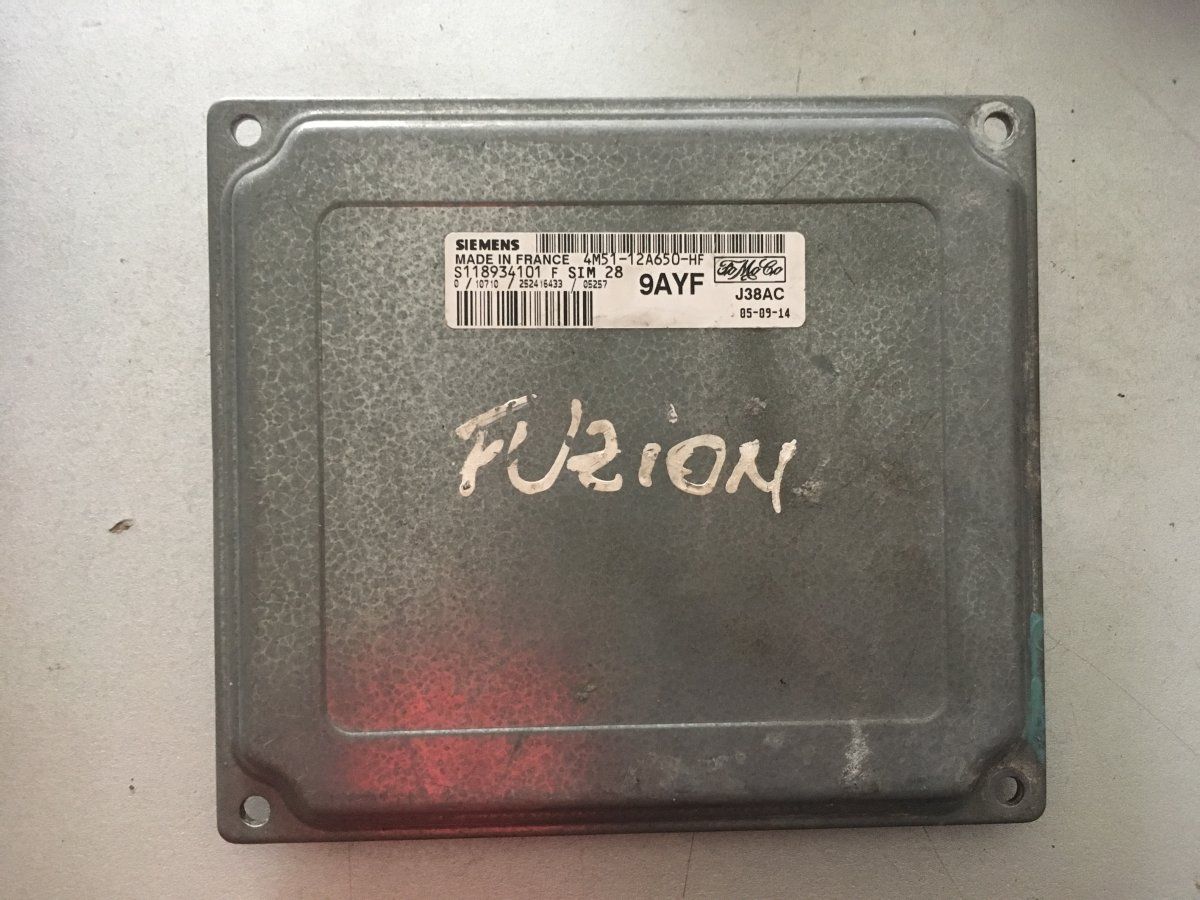 SIEMENS
MADE IN FRANCE 4M51-12A650-HF
S118934101 F SIM 28
FoMoCo
0 / 10710 / 252416433 / 05257
9AYF
J38AC
05-09-14
FUZION